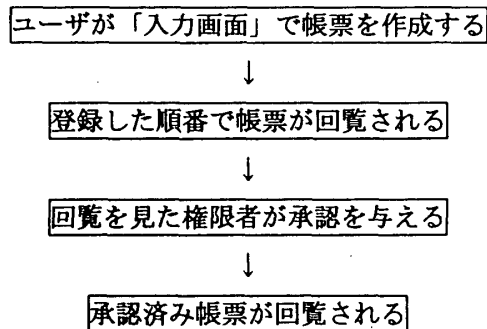 ユーザが「入力画面」で帳票を作成する
↓
登録した順番で帳票が回覧される
↓
回覧を見た権限者が承認を与える
↓
承認済み帳票が回覧される